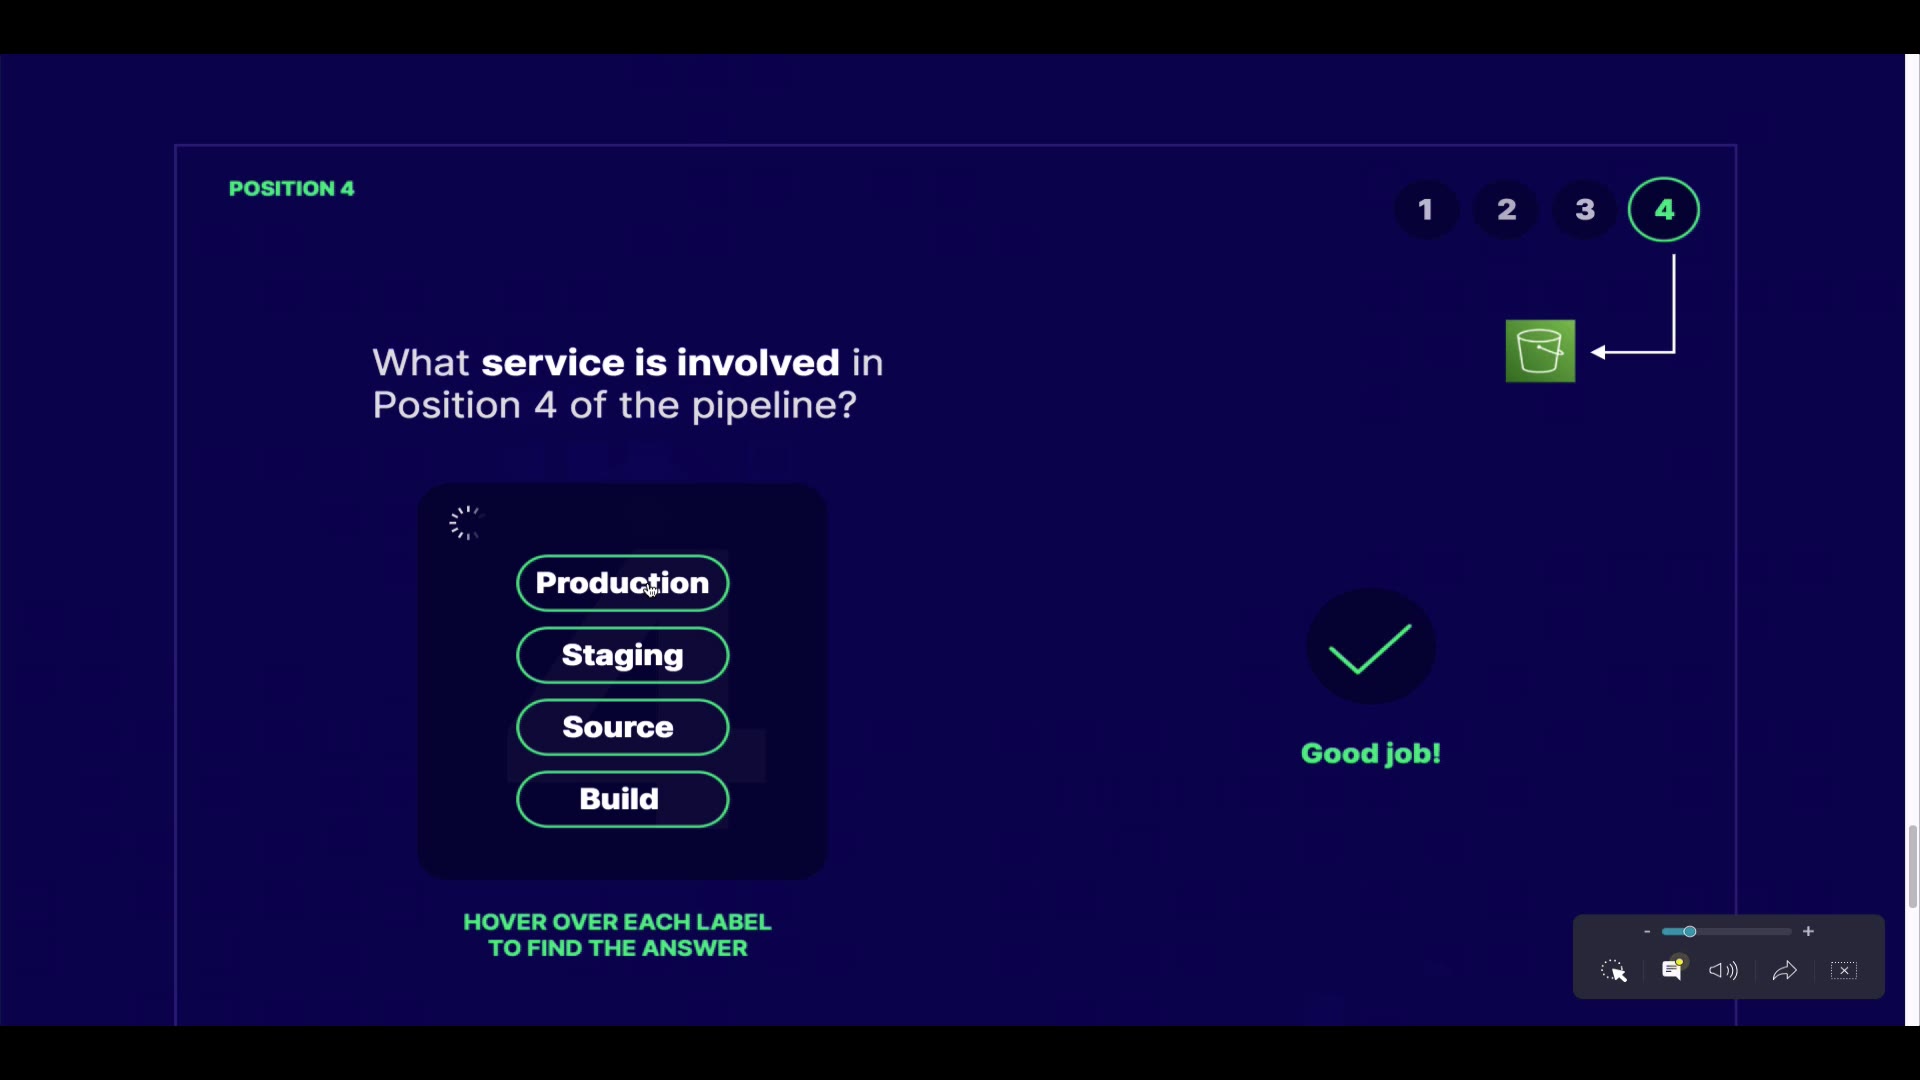 POSITION 4
1 2 3 4
What service is involved in
Position 4 of the pipeline?
Production
Staging
Source
Build
Good job!
HOVER OVER EACH LABEL
TO FIND THE ANSWER
- +